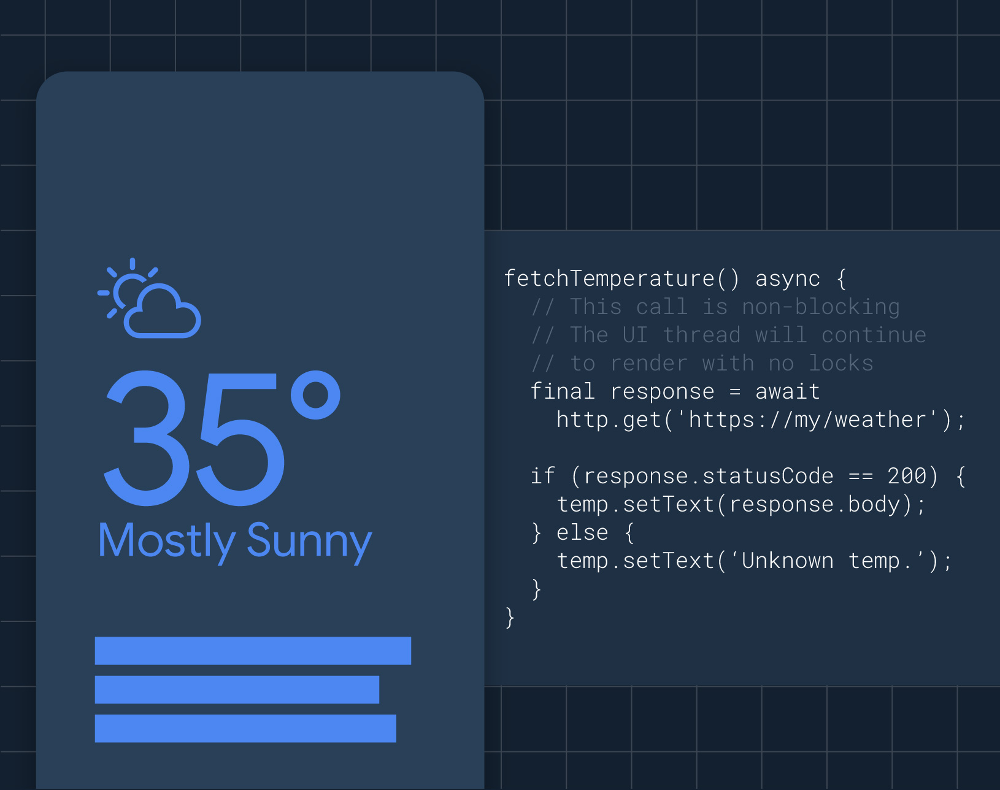 35°
Mostly Sunny
fetchTemperature() async {
  // This call is non-blocking
  // The UI thread will continue
  // to render with no locks
  final response = await
    http.get('https://my/weather');

  if (response.statusCode == 200) {
    temp.setText(response.body);
  } else {
    temp.setText(‘Unknown temp.’);
  }
}